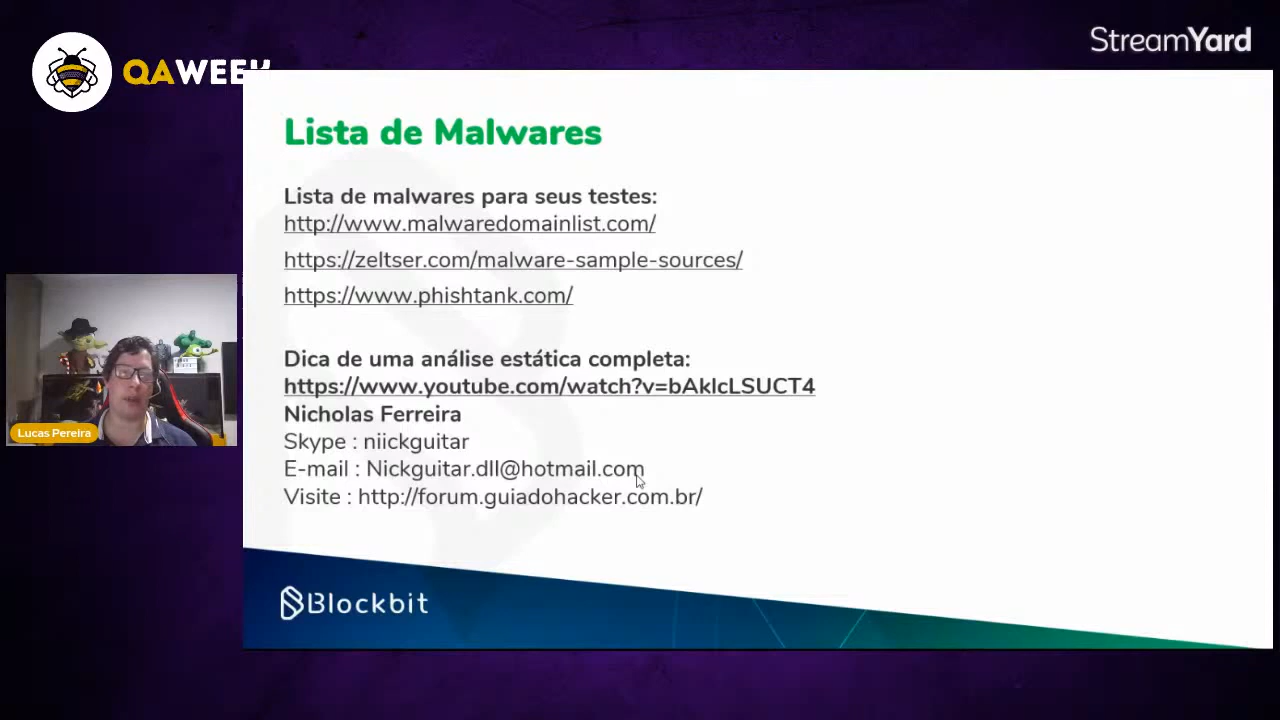 StreamYard
QAWEEK
Lista de Malwares
Lista de malwares para seus testes:
http://www.malwaredomainlist.com/
https://zeltser.com/malware-sample-sources/
https://www.phishtank.com/
Dica de uma análise estática completa:
https://www.youtube.com/watch?v=bAklcLSUCT4
Nicholas Ferreira
Skype : niickguitar
E-mail : Nickguitar.dll@hotmail.com
Visite : http://forum.guiadohacker.com.br/
Lucas Pereira
Blockbit